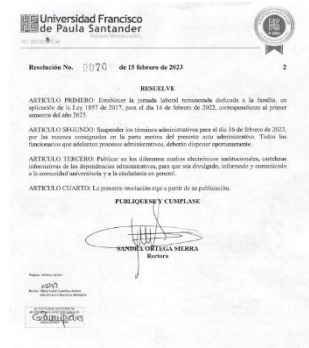 Universidad Francisco
de Paula Santander
Resolución No. 0076 de 15 febrero de 2023 2
RESUELVE
ARTICULO PRIMERO: Establecer la jornada laboral remunerada dedicada a la familia, en
aplicación de la Ley 1857 de 2017, para el día 16 de febrero de 2022, correspondiente al primer
semestre del año 2023.
ARTICULO SEGUNDO: Suspender los términos administrativos para el día 16 de febrero de 2023,
por las razones consignadas en la parte motiva del presente acto administrativo. Todos los
funcionarios que adelanten procesos administrativos, deberán disponer oportunamente.
ARTICULO TERCERO: Publicar en los diferentes medios electrónicos institucionales, carteleras
informativas de las dependencias administrativas, para que sea divulgado, informado y comunicado
a la comunidad universitaria y a la ciudadanía en general.
ARTICULO CUARTO: La presente resolución rige a partir de su publicación.
PUBLIQUESE Y CUMPLASE
SANDRA ORTEGA SIERRA
Rectora